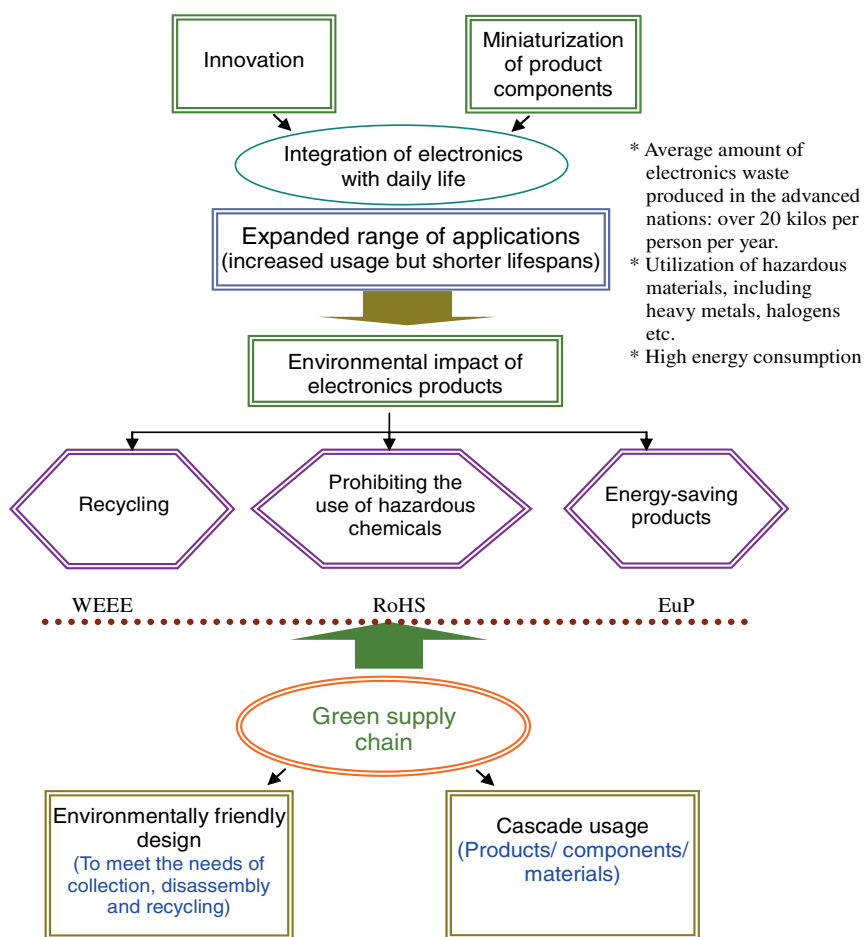 Innovation
Miniaturization
of product
components
Integration of electronics
with daily life
Expanded range of applications
(increased usage but shorter lifespans)
* Average amount of
electronics waste
produced in the advanced
nations: over 20 kilos per
person per year.
* Utilization of hazardous
materials, including
heavy metals, halogens
etc.
* High energy consumption
Environmental impact of
electronics products
Recycling
Prohibiting the
use of hazardous
chemicals
Energy-saving
products
WEEE
RoHS
EuP
Green supply
chain
Environmentally friendly
design
(To meet the needs of
collection, disassembly
and recycling)
Cascade usage
(Products/ components/
materials)